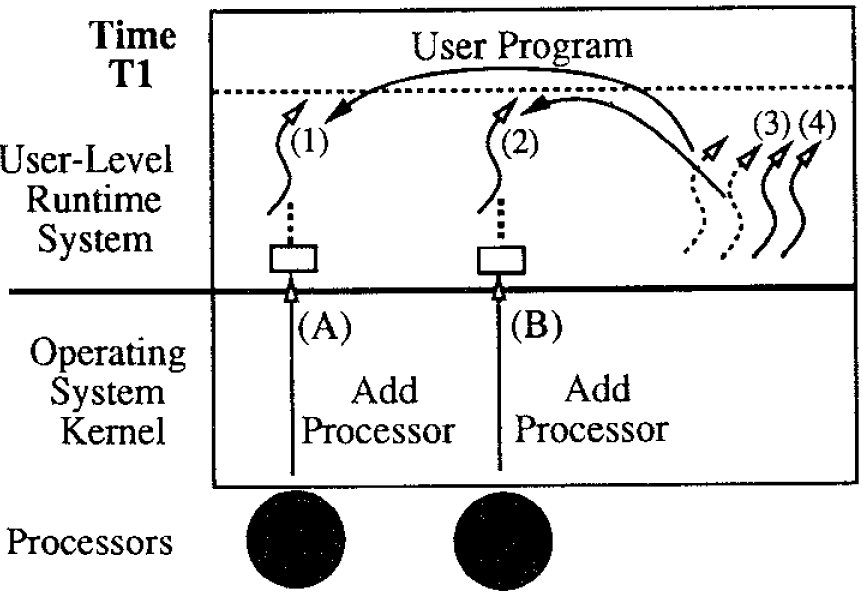 Time
T1
User Program
(1)
(2)
(3) (4)
User-Level
Runtime
System
(A)
(B)
Operating
System
Kernel
Add
Processor
Add
Processor
Processors